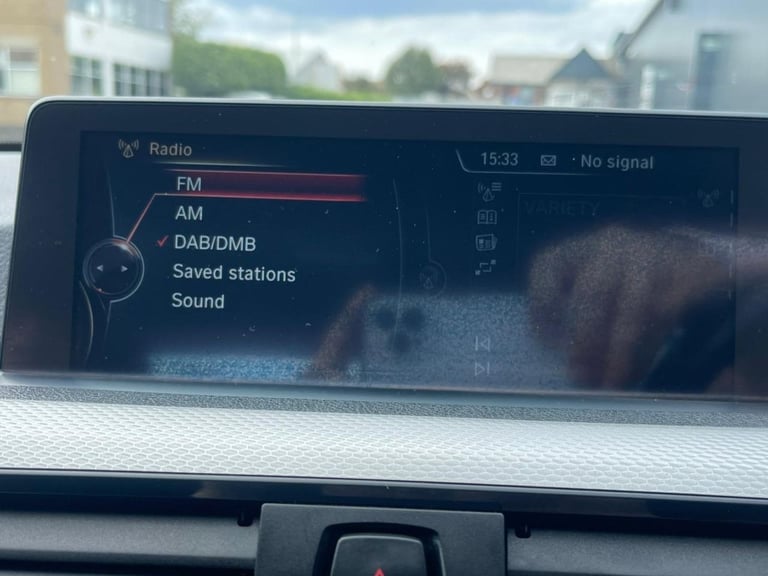 Radio
15:33 · No signal
FM
AM
DAB/DMB
Saved stations
Sound
VARIETY